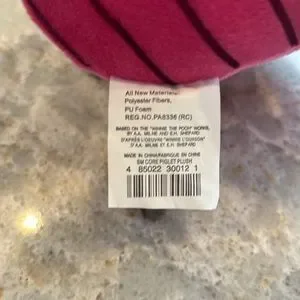 All New Materials
Polyester Fibers,
PU Foam
REG.NO.PA8336 (RC)
BASED ON THE "WINNIE THE POOH" WORKS,
BY A.A. MILNE AND E.H. SHEPARD
D'APRÈS L'OEUVRE "WINNIE L'OURSON"
D'A.A. MILNE ET E.H. SHEPARD
MADE IN CHINA/FABRIQUÉ EN CHINE
SM CORE PIGLET PLUSH
4 85022 30012 1